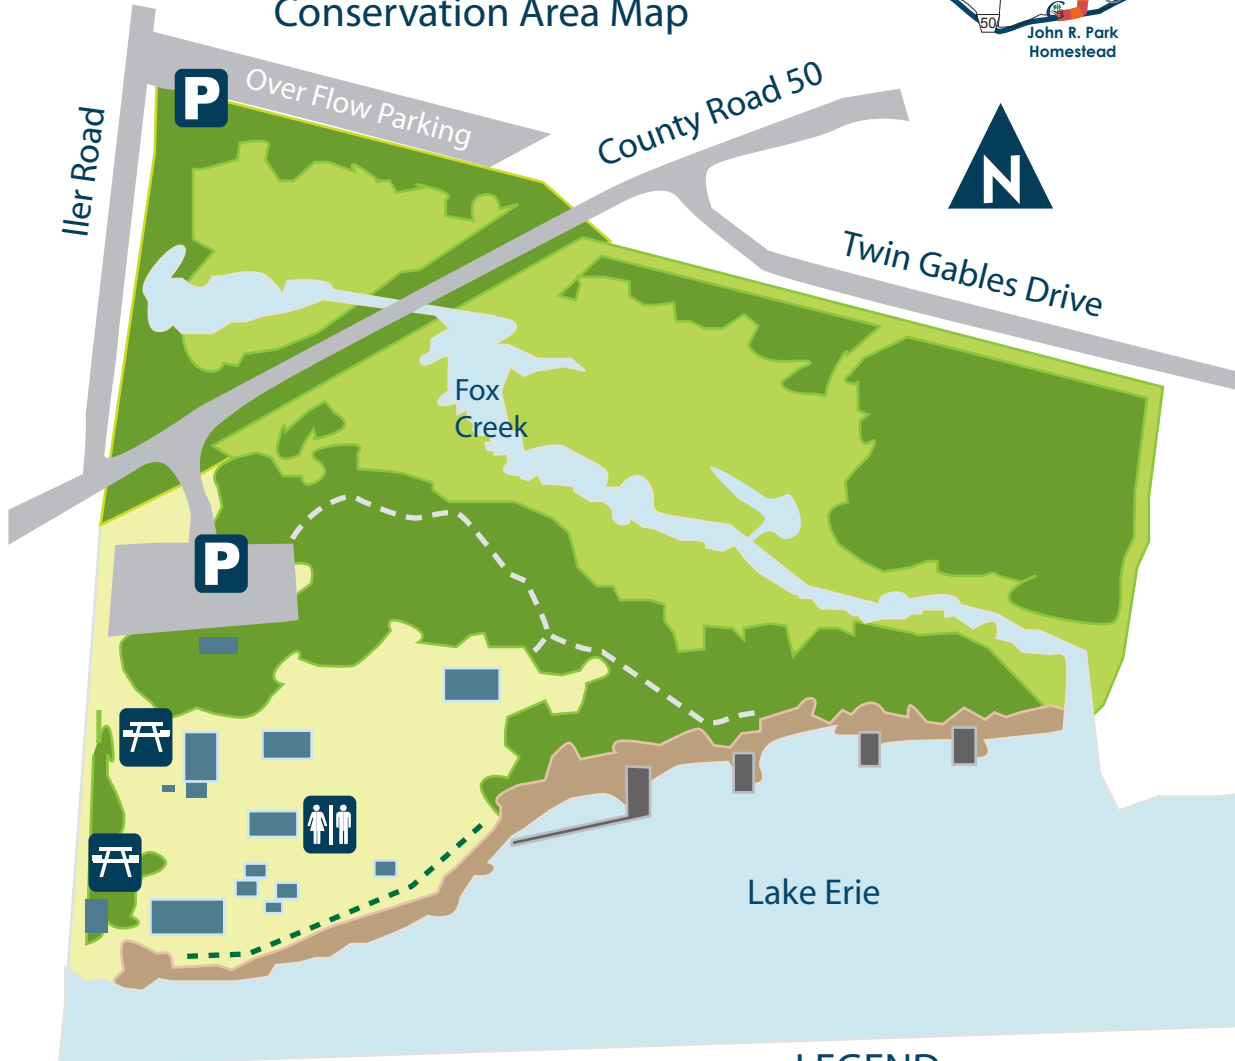 Conservation Area Map
50
John R. Park
Homestead
P
Over Flow Parking
County Road 50
Iler Road
N
Twin Gables Drive
Fox
Creek
P
Lake Erie
LEGEND